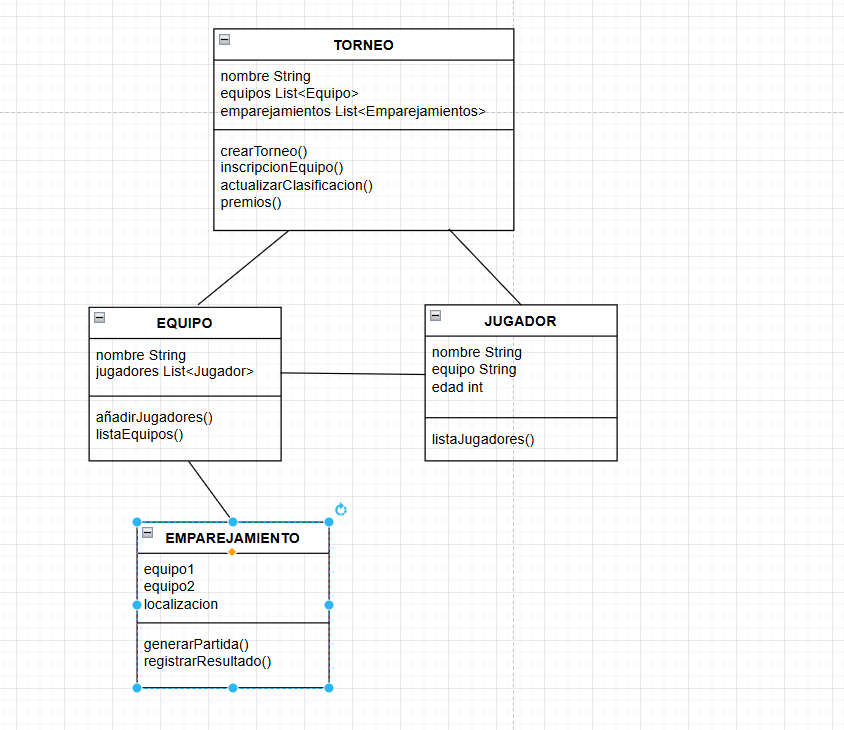 TORNEO
nombre String
equipos List<Equipo>
emparejamientos List<Emparejamientos>
crearTorneo()
inscripcionEquipo()
actualizarClasificacion()
premios()
EQUIPO
nombre String
jugadores List<Jugador>
añadirJugadores()
listaEquipos()
JUGADOR
nombre String
equipo String
edad int
listaJugadores()
EMPAREJAMIENTO
equipo1
equipo2
localizacion
generarPartida()
registrarResultado()